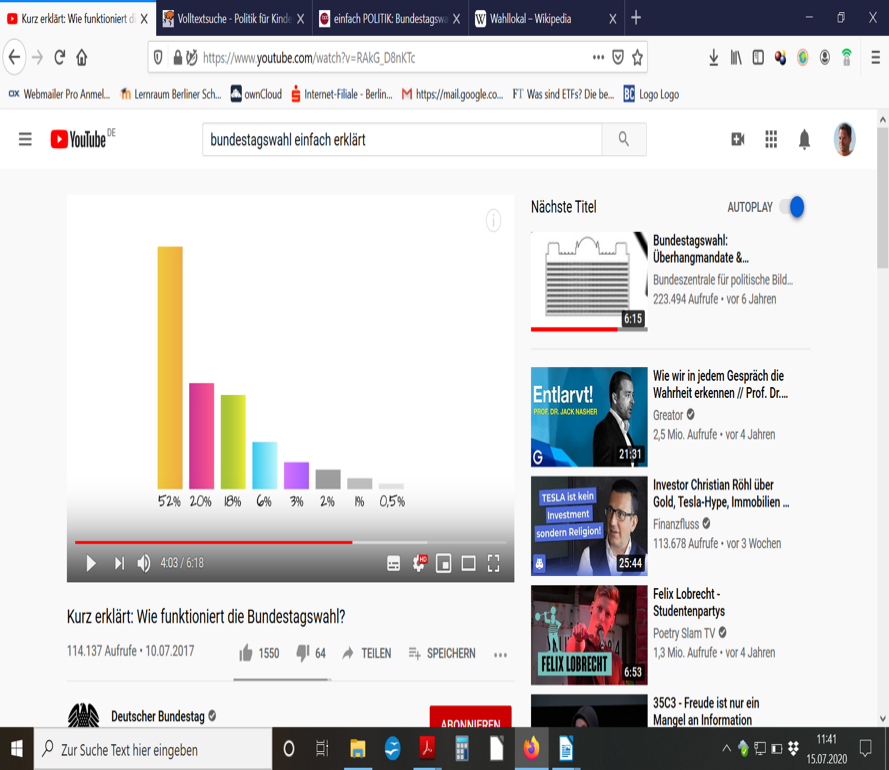 Kurz erklärt: Wie funktioniert di
Volltextsuche - Politik für Kinde
einfach POLITIK: Bundestagswa
Wahllokal – Wikipedia
https://www.youtube.com/watch?v=RAkG_D8nKTc
Webmailer Pro Anmel...
Lernraum Berliner Sch...
ownCloud
Internet-Filiale - Berlin...
https://mail.google.co...
FT Was sind ETFs? Die be...
BC Logo Logo
YouTube DE
bundestagswahl einfach erklärt
Nächste Titel
AUTOPLAY
52% 20% 18% 6% 3% 2% 1% 0,5%
4:03 / 6:18
HD
Kurz erklärt: Wie funktioniert die Bundestagswahl?
114.137 Aufrufe • 10.07.2017
1550
64
TEILEN
SPEICHERN
Deutscher Bundestag
ABONNIEREN
6:15
Bundestagswahl:
Überhangmandate &...
Bundeszentrale für politische Bild...
223.494 Aufrufe • vor 6 Jahren
Entlarvt!
PROF. DR. JACK NASHER
G
21:31
Wie wir in jedem Gespräch die
Wahrheit erkennen // Prof. Dr....
Greator
2,5 Mio. Aufrufe • vor 4 Jahren
TESLA ist kein
Investment
sondern Religion!
25:44
Investor Christian Röhl über
Gold, Tesla-Hype, Immobilien ...
Finanzfluss
113.678 Aufrufe • vor 3 Wochen
FELIX LOBRECHT
6:53
Felix Lobrecht -
Studentenpartys
Poetry Slam TV
1,3 Mio. Aufrufe • vor 4 Jahren
35C3 - Freude ist nur ein
Mangel an Information
Zur Suche Text hier eingeben
11:41
15.07.2020